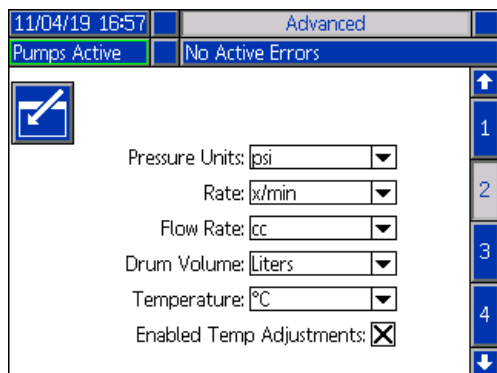 11/04/19 16:57 Advanced
Pumps Active No Active Errors
1
Pressure Units: psi
Rate: x/min
2
Flow Rate: cc
Drum Volume: Liters
3
Temperature: °C
4
Enabled Temp Adjustments: